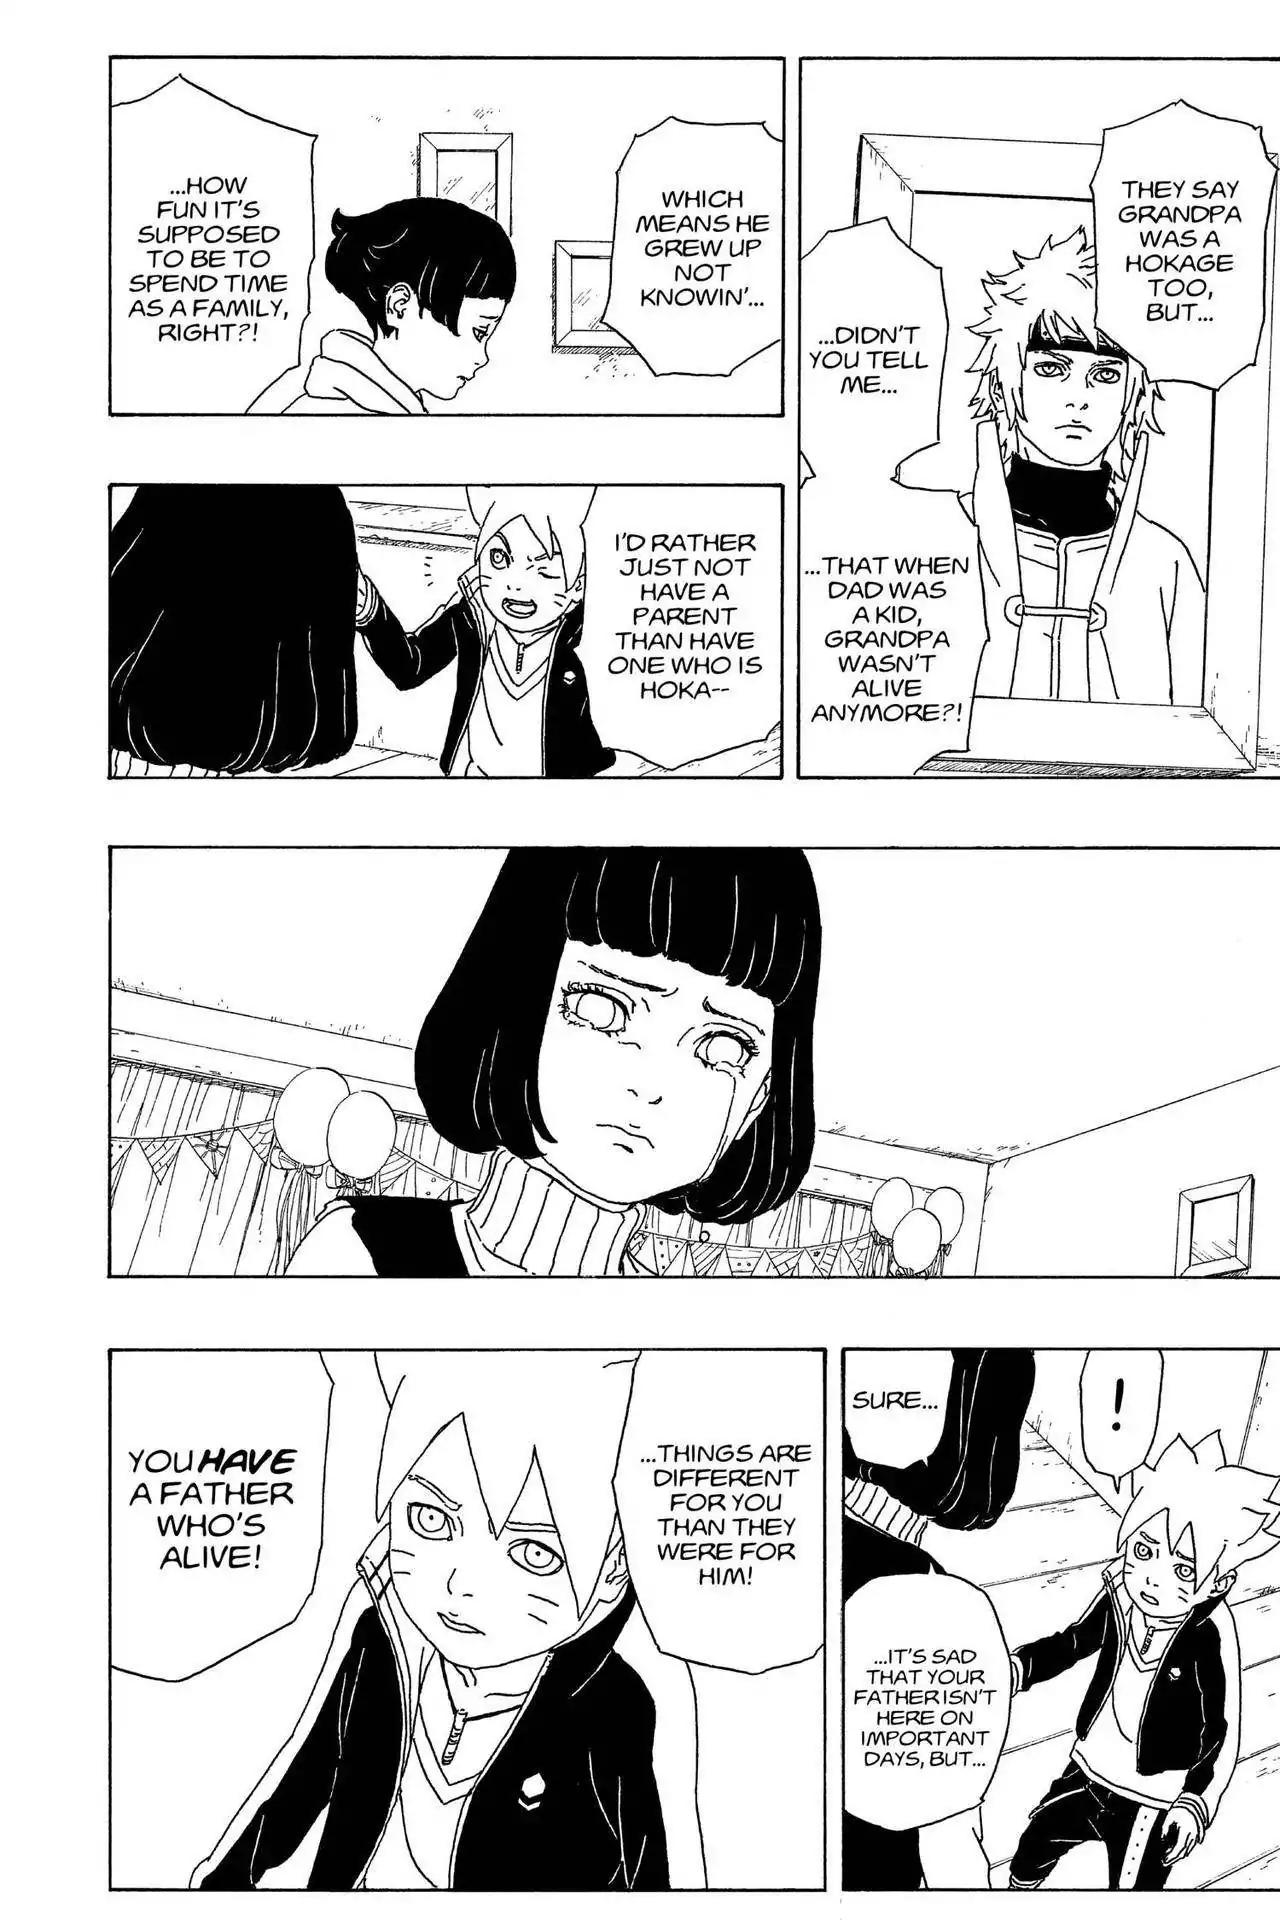 THEY SAY
GRANDPA
WAS A
HOKAGE
TOO,
BUT...
...DIDN'T
YOU TELL
ME...
...THAT WHEN
DAD WAS
A KID,
GRANDPA
WASN'T
ALIVE
ANYMORE?!
WHICH
MEANS HE
GREW UP
NOT
KNOWIN'...
...HOW
FUN IT'S
SUPPOSED
TO BE TO
SPEND TIME
AS A FAMILY,
RIGHT?!
I'D RATHER
JUST NOT
HAVE A
PARENT
THAN HAVE
ONE WHO IS
HOKA--
!
SURE...
...IT'S SAD
THAT YOUR
FATHER ISN'T
HERE ON
IMPORTANT
DAYS, BUT...
...THINGS ARE
DIFFERENT
FOR YOU
THAN THEY
WERE FOR
HIM!
YOU HAVE
A FATHER
WHO'S
ALIVE!